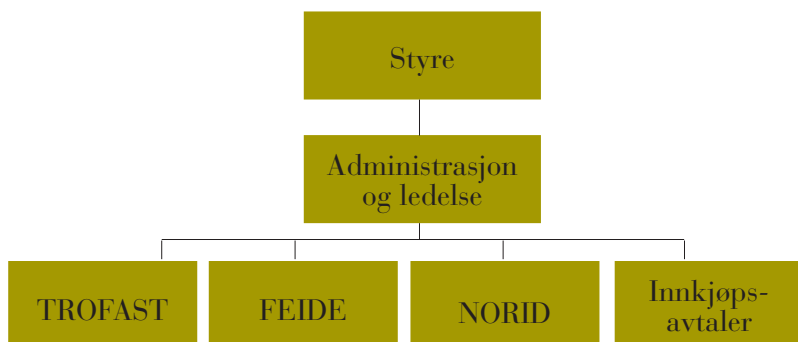 Styre
Administrasjon
og ledelse
TROFAST
FEIDE
NORID
Innkjøps-
avtaler